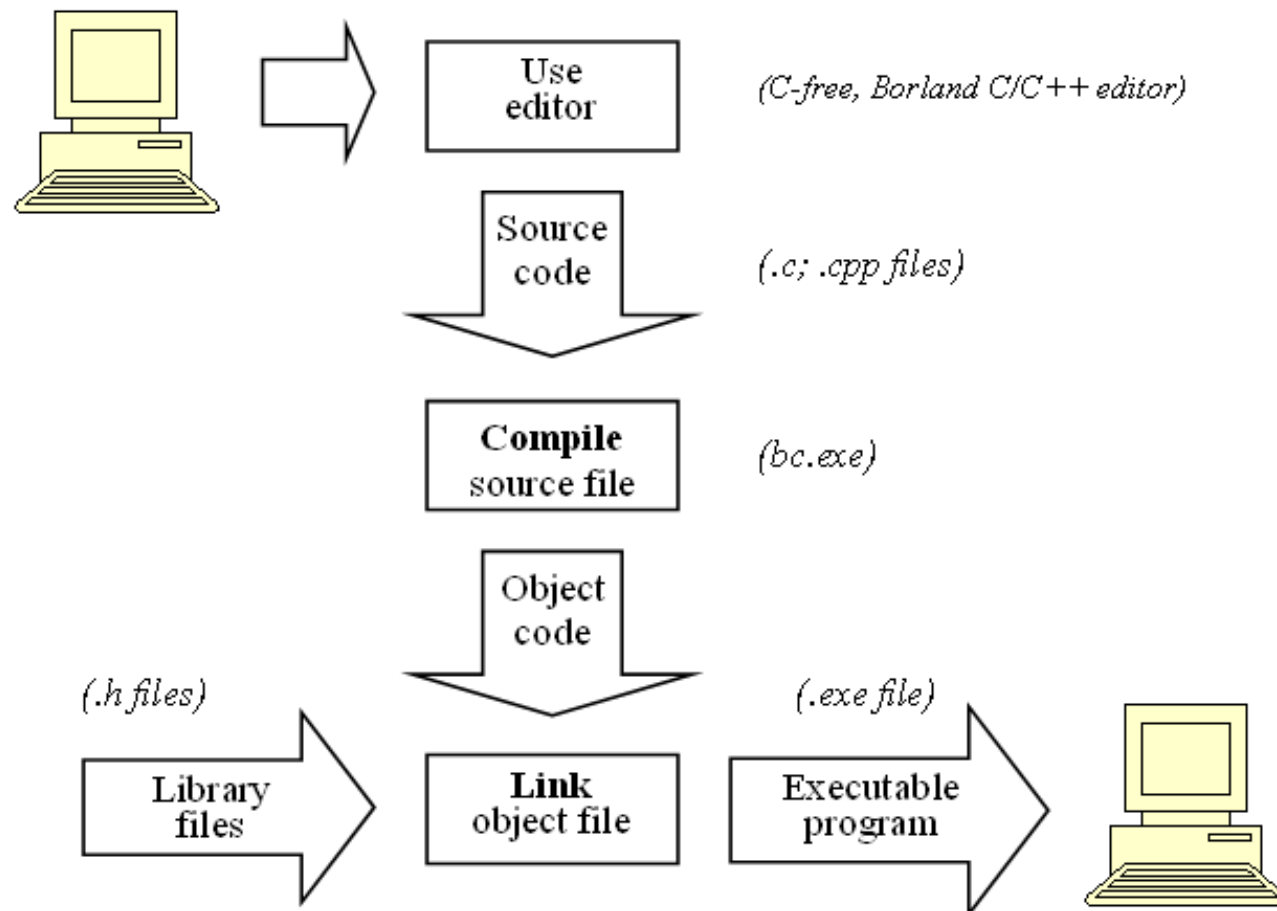 Use
editor
(C-free, Borland C/C++ editor)
Source
code
(.c; .cpp files)
Compile
source file
(bc.exe)
Object
code
(.h files)
(.exe file)
Library
files
Link
object file
Executable
program